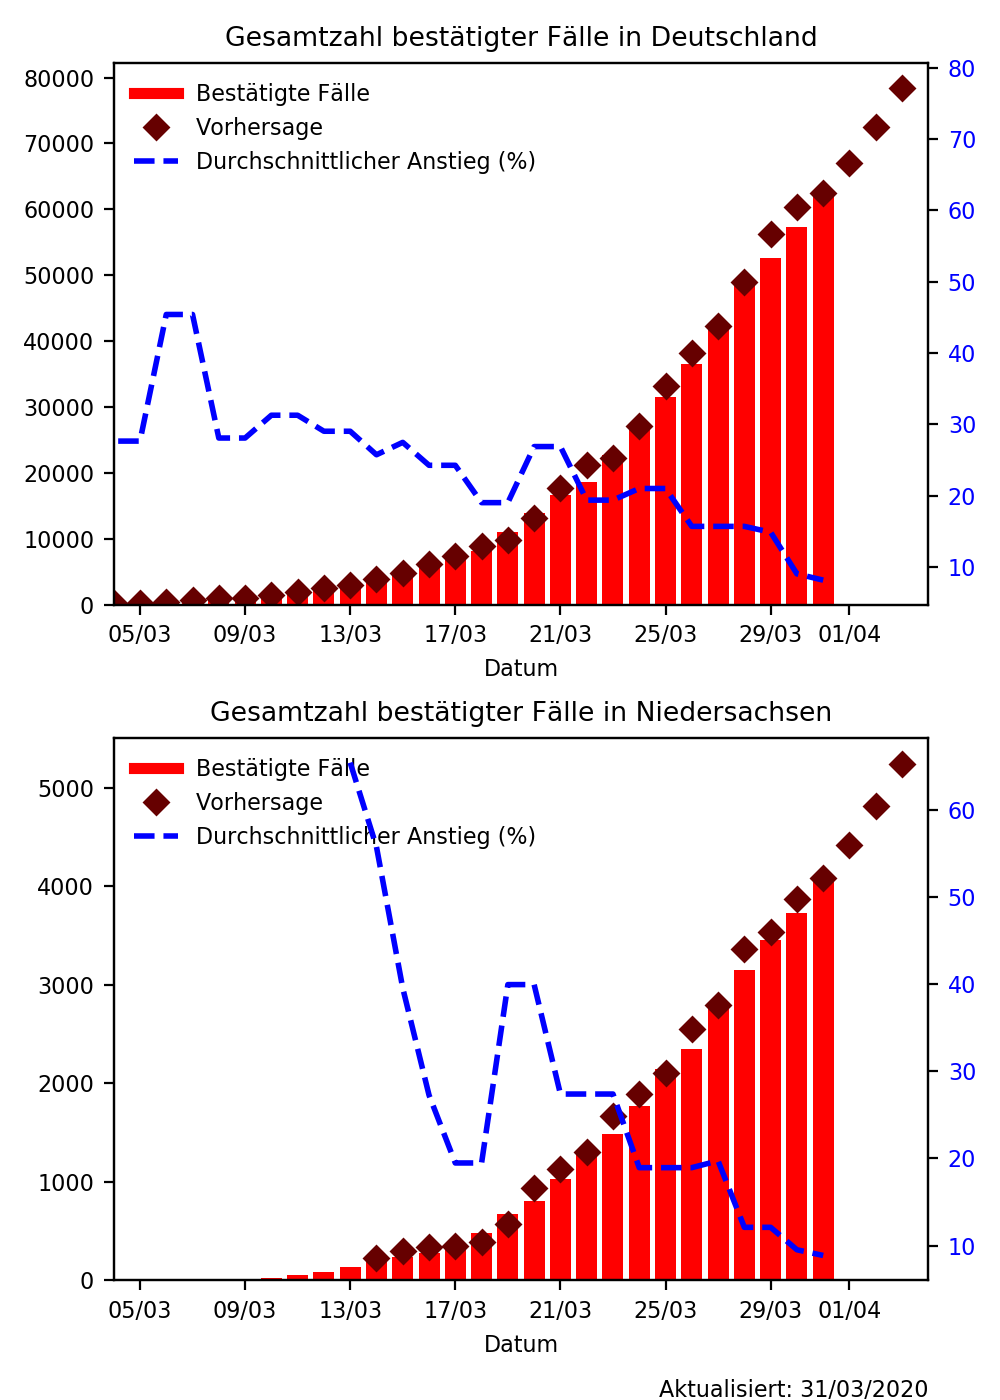 Gesamtzahl bestätigter Fälle in Deutschland
80000
70000
60000
50000
40000
30000
20000
10000
0
80
70
60
50
40
30
20
10
Bestätigte Fälle
Vorhersage
Durchschnittlicher Anstieg (%)
05/03 09/03 13/03 17/03 21/03 25/03 29/03 01/04
Datum
Gesamtzahl bestätigter Fälle in Niedersachsen
5000
4000
3000
2000
1000
0
60
50
40
30
20
10
Bestätigte Fälle
Vorhersage
Durchschnittlicher Anstieg (%)
05/03 09/03 13/03 17/03 21/03 25/03 29/03 01/04
Datum
Aktualisiert: 31/03/2020